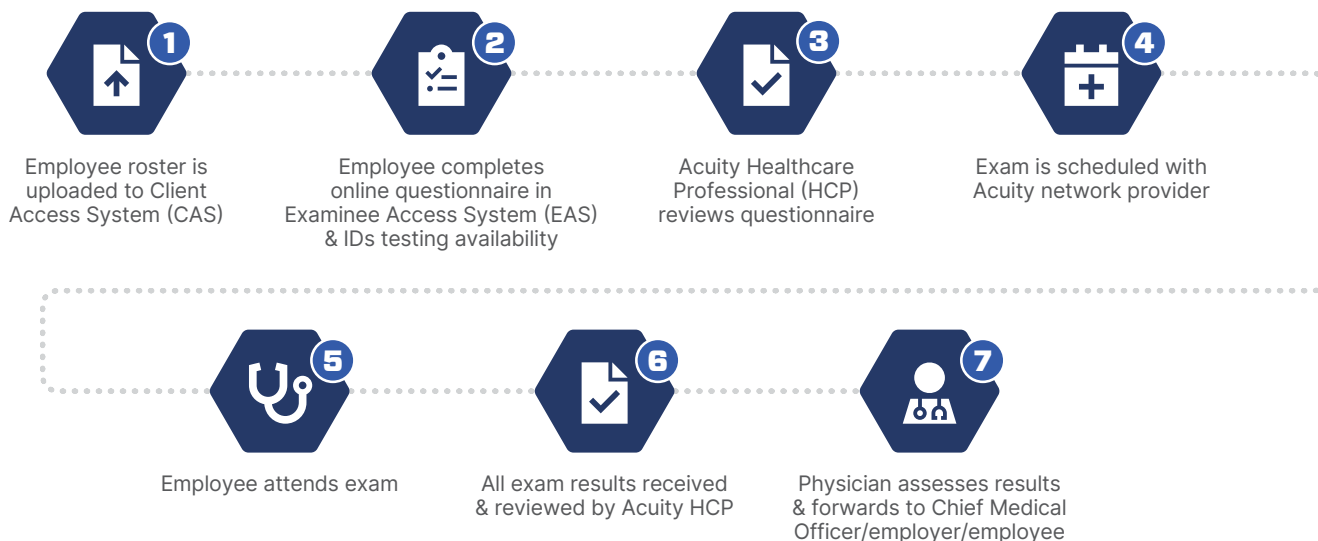 1
Employee roster is
uploaded to Client
Access System (CAS)
2
Employee completes
online questionnaire in
Examinee Access System (EAS)
& IDs testing availability
3
Acuity Healthcare
Professional (HCP)
reviews questionnaire
4
Exam is scheduled with
Acuity network provider
5
Employee attends exam
6
All exam results received
& reviewed by Acuity HCP
7
Physician assesses results
& forwards to Chief Medical
Officer/employer/employee